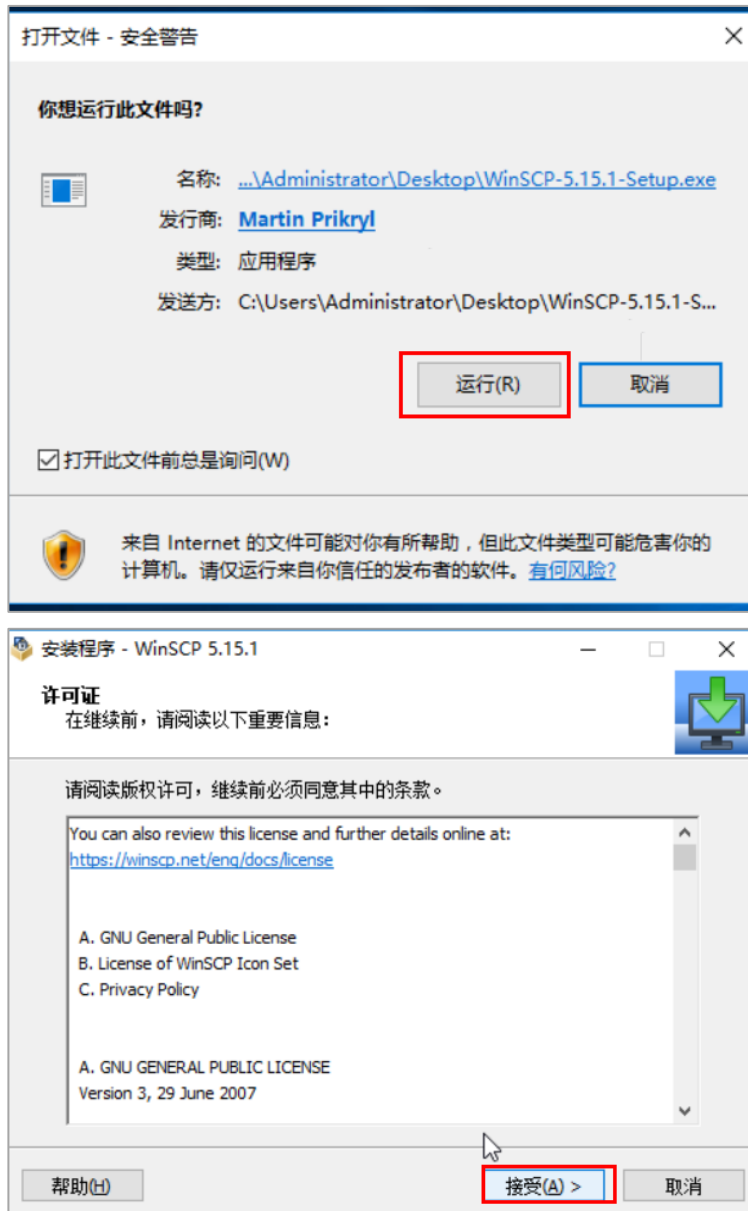 打开文件 - 安全警告
你想运行此文件吗?
名称: ...\Administrator\Desktop\WinSCP-5.15.1-Setup.exe
发行商: Martin Prikryl
类型: 应用程序
发送方: C:\Users\Administrator\Desktop\WinSCP-5.15.1-S...
运行(R) 取消
打开此文件前总是询问(W)
来自 Internet 的文件可能对你有所帮助，但此文件类型可能危害你的
计算机。请仅运行来自你信任的发布者的软件。有何风险?
安装程序 - WinSCP 5.15.1
许可证
在继续前，请阅读以下重要信息：
请阅读版权许可，继续前必须同意其中的条款。
You can also review this license and further details online at:
https://winscp.net/eng/docs/license
A. GNU General Public License
B. License of WinSCP Icon Set
C. Privacy Policy
A. GNU GENERAL PUBLIC LICENSE
Version 3, 29 June 2007
帮助(H) 接受(A) > 取消